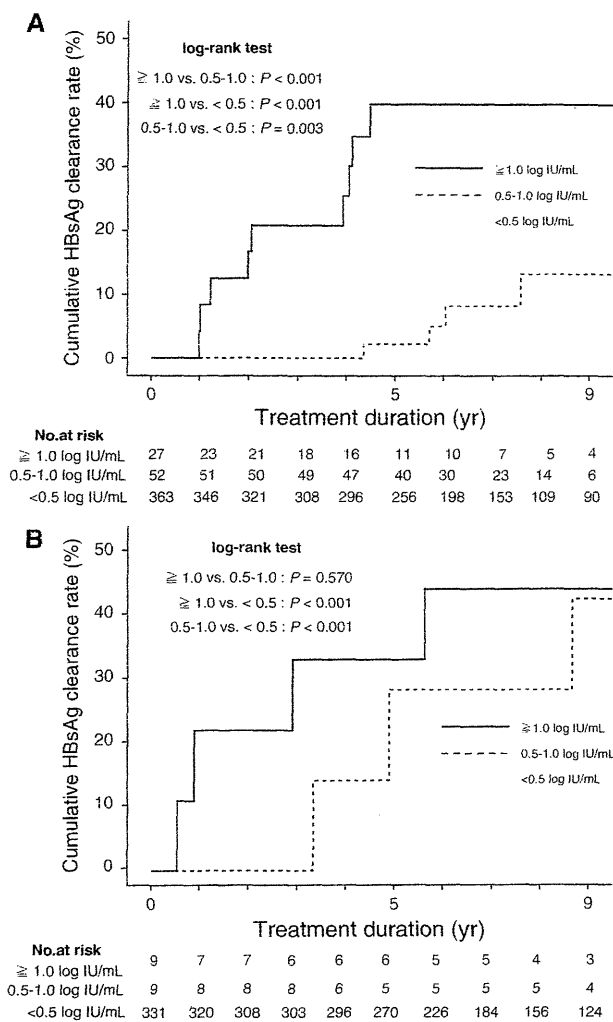 A
50
40
30
20
10
0
Cumulative HBsAg clearance rate (%)
log-rank test
≧ 1.0 vs. 0.5-1.0 : P < 0.001
≧ 1.0 vs. < 0.5 : P < 0.001
0.5-1.0 vs. < 0.5 : P = 0.003
≧1.0 log IU/mL
0.5-1.0 log IU/mL
<0.5 log IU/mL
0 5 9
Treatment duration (yr)
No.at risk
≧ 1.0 log IU/mL 27 23 21 18 16 11 10 7 5 4
0.5-1.0 log IU/mL 52 51 50 49 47 40 30 23 14 6
<0.5 log IU/mL 363 346 321 308 296 256 198 153 109 90
B
50
40
30
20
10
0
Cumulative HBsAg clearance rate (%)
log-rank test
≧ 1.0 vs. 0.5-1.0 : P = 0.570
≧ 1.0 vs. < 0.5 : P < 0.001
0.5-1.0 vs. < 0.5 : P < 0.001
≧1.0 log IU/mL
0.5-1.0 log IU/mL
<0.5 log IU/mL
0 5 9
Treatment duration (yr)
No.at risk
≧ 1.0 log IU/mL 9 7 7 6 6 6 5 5 4 3
0.5-1.0 log IU/mL 9 8 8 8 6 5 5 5 5 4
<0.5 log IU/mL 331 320 308 303 296 270 226 184 156 124